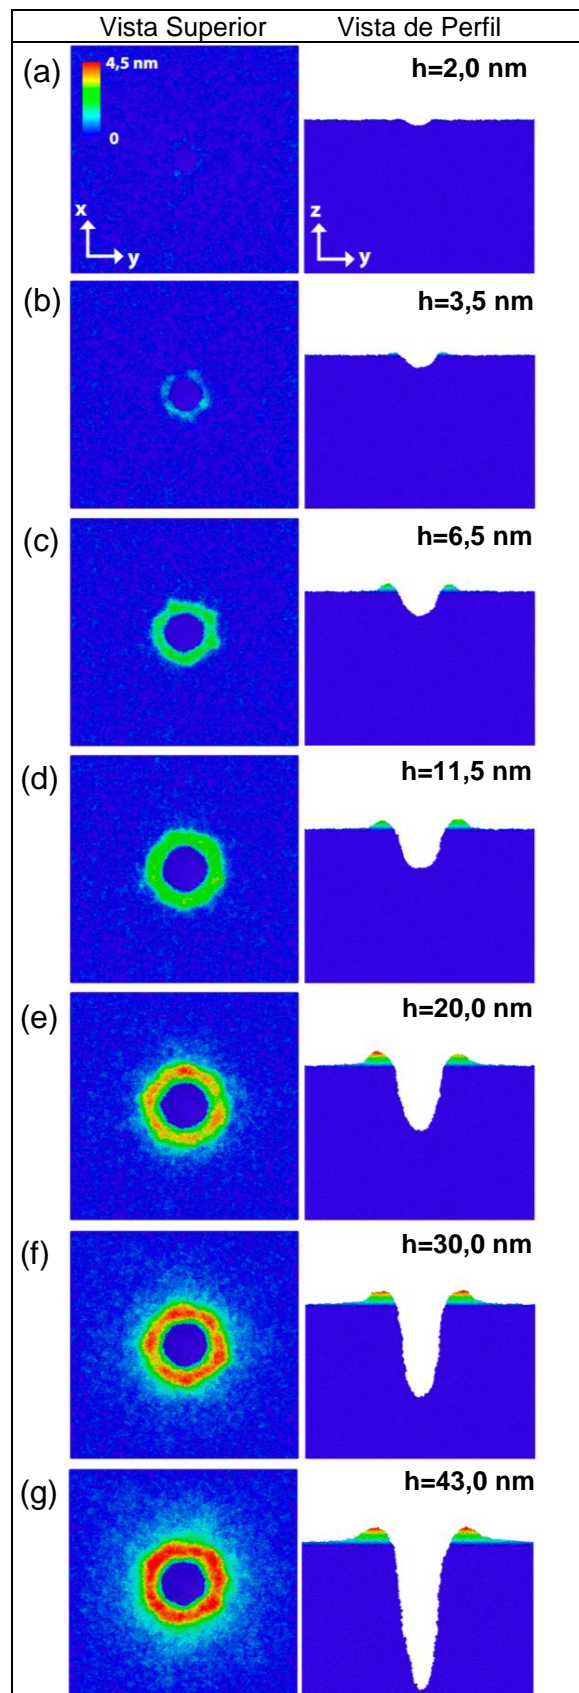 Vista Superior Vista de Perfil
(a) 4,5 nm h=2,0 nm
0
x z
y y
(b) h=3,5 nm
(c) h=6,5 nm
(d) h=11,5 nm
(e) h=20,0 nm
(f) h=30,0 nm
(g) h=43,0 nm